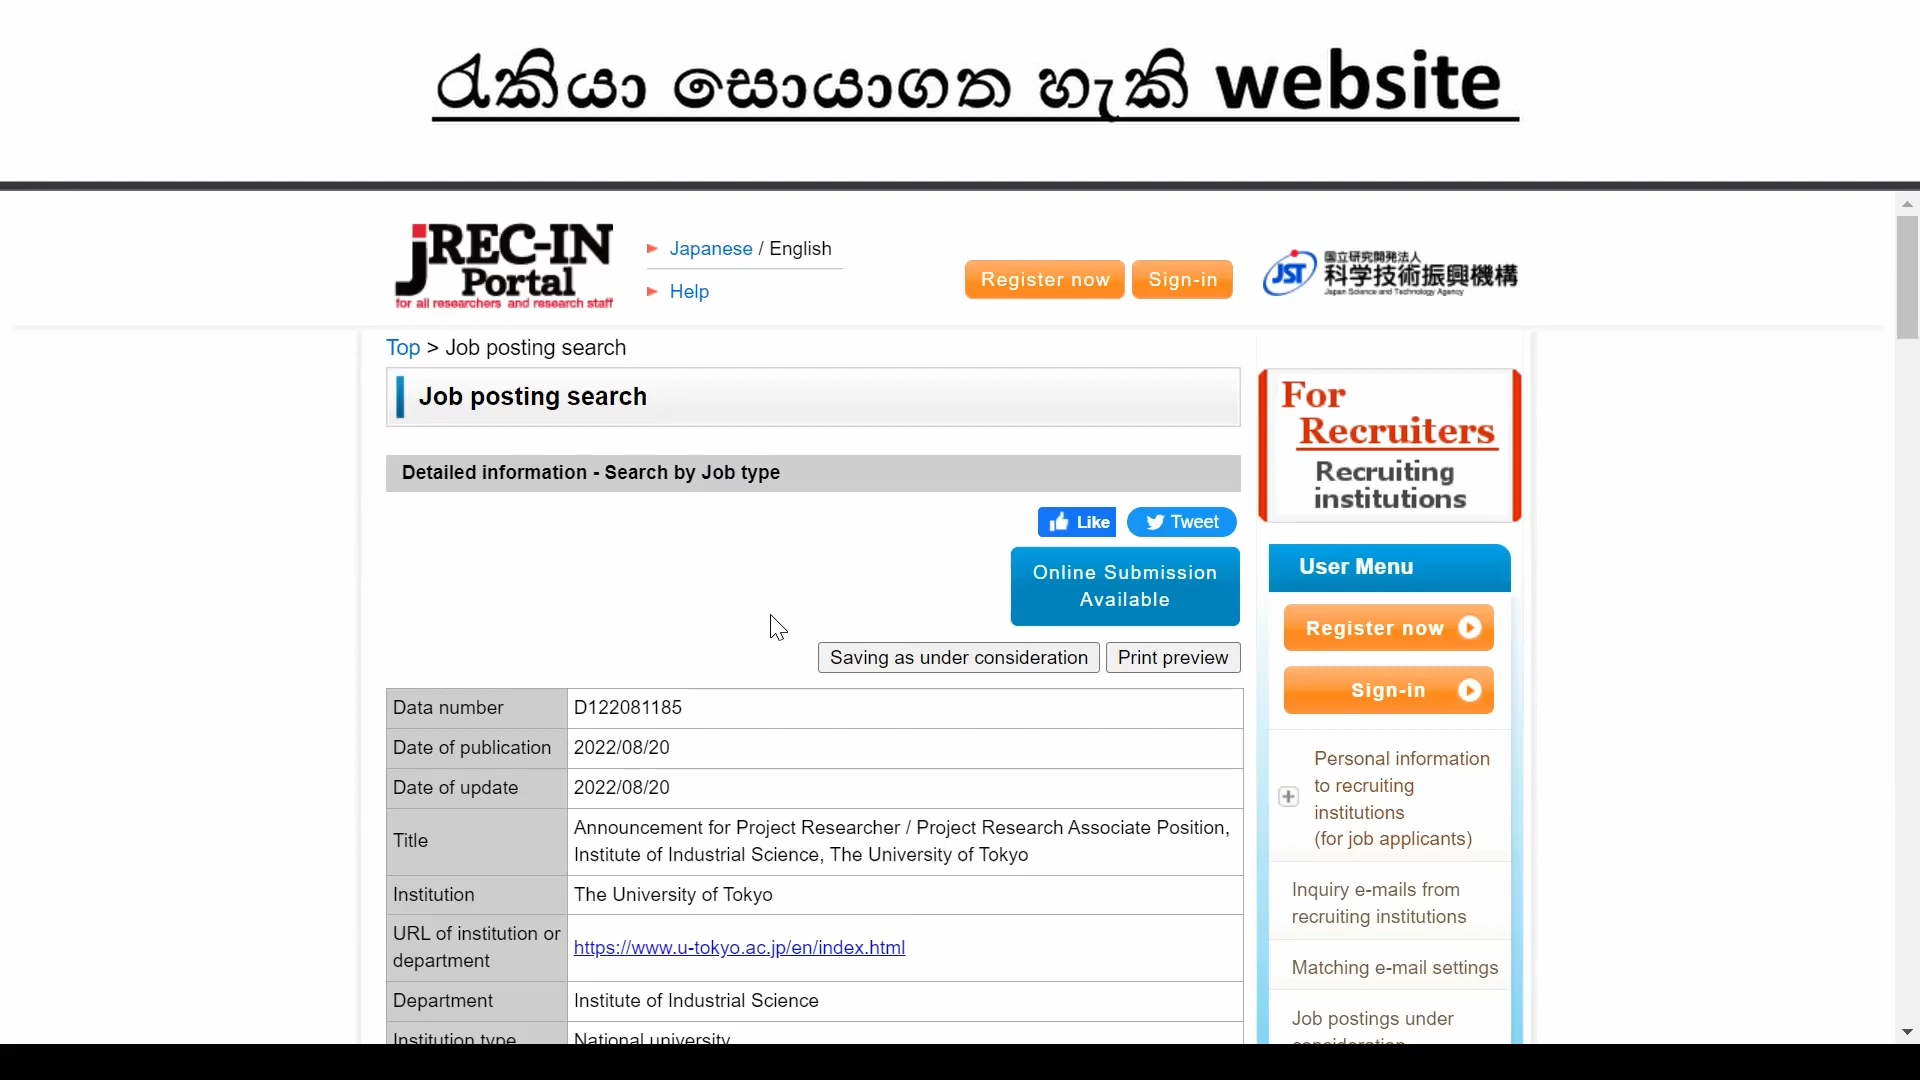 රැකියා සොයාගත හැකි website
jREC-IN
Portal
for all researchers and research staff
Japanese / English
Help
Register now
Sign-in
JST
国立研究開発法人
科学技術振興機構
Japan Science and Technology Agency
Top > Job posting search
Job posting search
Detailed information - Search by Job type
Like
Tweet
Online Submission
Available
Saving as under consideration
Print preview
Data number D122081185
Date of publication 2022/08/20
Date of update 2022/08/20
Title Announcement for Project Researcher / Project Research Associate Position,
Institute of Industrial Science, The University of Tokyo
Institution The University of Tokyo
URL of institution or
department
https://www.u-tokyo.ac.jp/en/index.html
Department Institute of Industrial Science
Institution type National university
For
Recruiters
Recruiting
institutions
User Menu
Register now
Sign-in
Personal information
to recruiting
institutions
(for job applicants)
Inquiry e-mails from
recruiting institutions
Matching e-mail settings
Job postings under
consideration